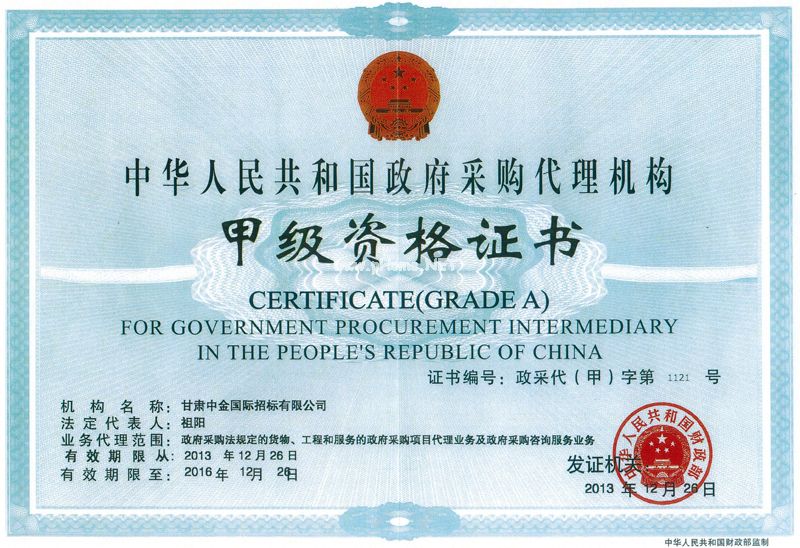 中华人民共和国政府采购代理机构
甲级资格证书
CERTIFICATE(GRADE A)
FOR GOVERNMENT PROCUREMENT INTERMEDIARY
IN THE PEOPLE'S REPUBLIC OF CHINA
证书编号：政采代（甲）字第 1121 号
机构名称：甘肃中金国际招标有限公司
法定代表人：祖阳
业务代理范围：政府采购法规定的货物、工程和服务的政府采购项目代理业务及政府采购咨询服务业务
有效期限从：2013 年 12 月 26 日
有效期限至：2016 年 12 月 26 日
中华人民共和国财政部
发证机关
2013 年 12 月 26 日
中华人民共和国财政部监制